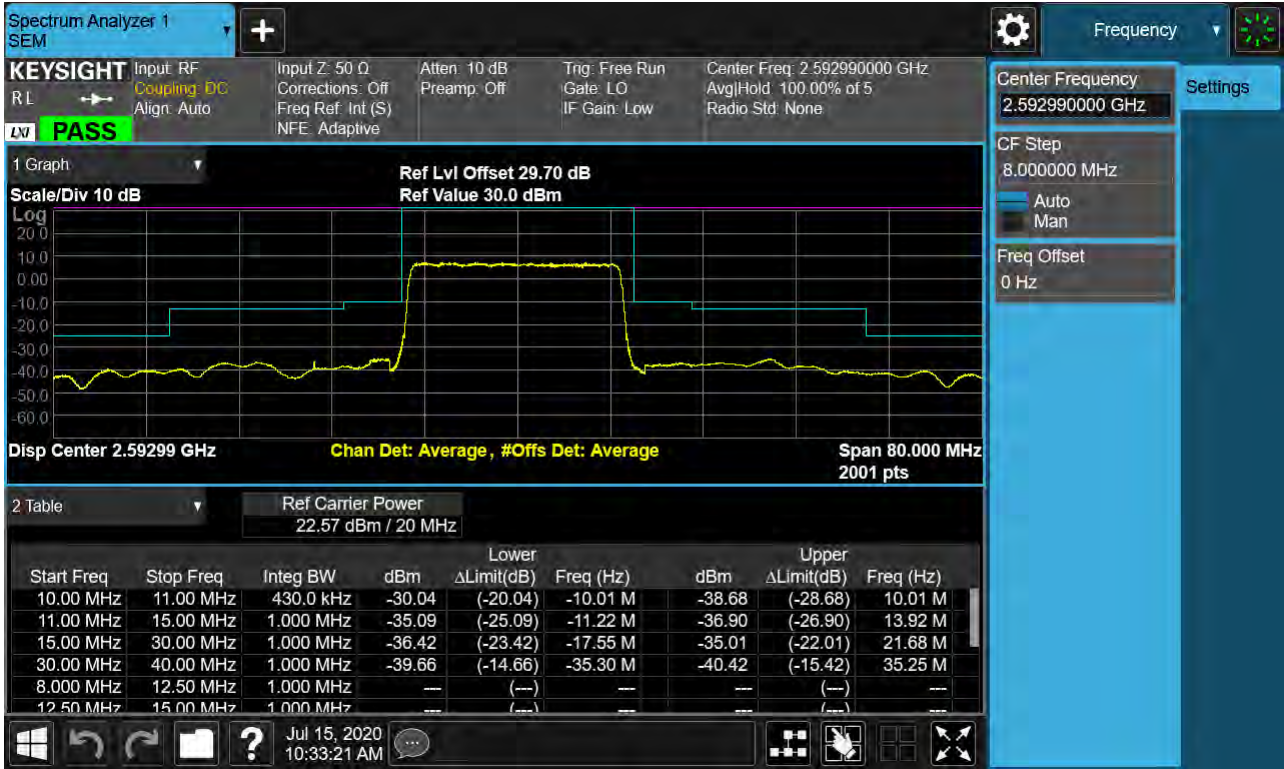 Spectrum Analyzer 1
SEM
+
Frequency
KEYSIGHT
RL
LXI
PASS
Input: RF
Coupling: DC
Align: Auto
Input Z: 50 Ω
Corrections: Off
Freq Ref: Int (S)
NFE: Adaptive
Atten: 10 dB
Preamp: Off
Trig: Free Run
Gate: LO
IF Gain: Low
Center Freq: 2.592990000 GHz
Avg|Hold: 100.00% of 5
Radio Std: None
Center Frequency
2.592990000 GHz
Settings
CF Step
8.000000 MHz
Auto
Man
Freq Offset
0 Hz
1 Graph
Scale/Div 10 dB
Ref Lvl Offset 29.70 dB
Ref Value 30.0 dBm
Log
20.0
10.0
0.00
-10.0
-20.0
-30.0
-40.0
-50.0
-60.0
Disp Center 2.59299 GHz
Chan Det: Average, #Offs Det: Average
Span 80.000 MHz
2001 pts
2 Table
Ref Carrier Power
22.57 dBm / 20 MHz
Lower Upper
Start Freq Stop Freq Integ BW dBm ΔLimit(dB) Freq (Hz) dBm ΔLimit(dB) Freq (Hz)
10.00 MHz 11.00 MHz 430.0 kHz -30.04 (-20.04) -10.01 M -38.68 (-28.68) 10.01 M
11.00 MHz 15.00 MHz 1.000 MHz -35.09 (-25.09) -11.22 M -36.90 (-26.90) 13.92 M
15.00 MHz 30.00 MHz 1.000 MHz -36.42 (-23.42) -17.55 M -35.01 (-22.01) 21.68 M
30.00 MHz 40.00 MHz 1.000 MHz -39.66 (-14.66) -35.30 M -40.42 (-15.42) 35.25 M
8.000 MHz 12.50 MHz 1.000 MHz --- (---) --- --- (---) ---
12.50 MHz 15.00 MHz 1.000 MHz --- (---) --- --- (---) ---
?
Jul 15, 2020
10:33:21 AM